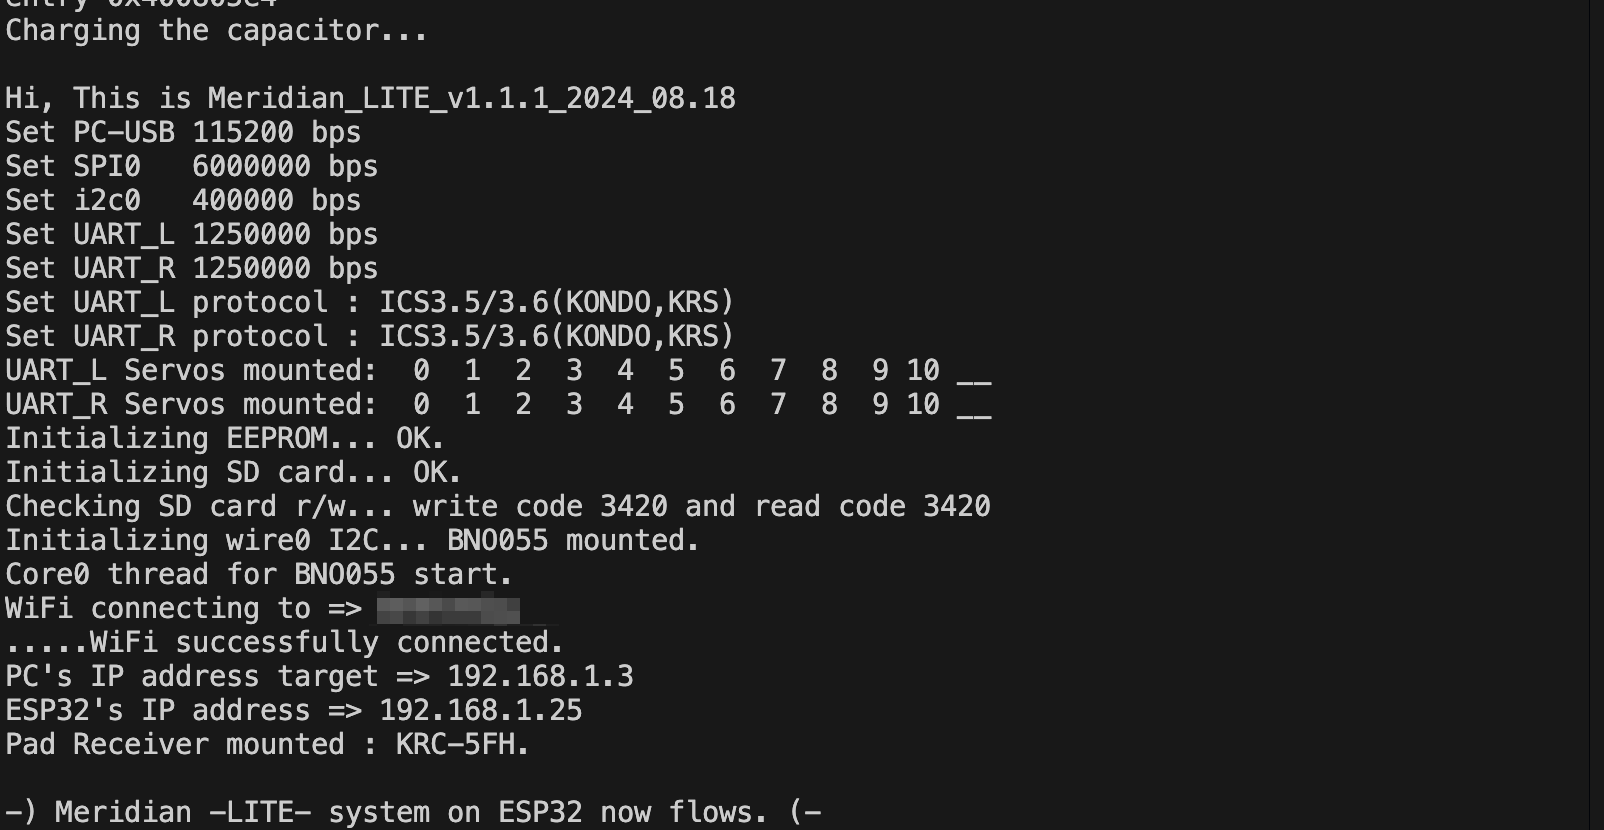 entry 0x400805e4
Charging the capacitor...
Hi, This is Meridian_LITE_v1.1.1_2024_08.18
Set PC-USB 115200 bps
Set SPI0   6000000 bps
Set i2c0   400000 bps
Set UART_L 1250000 bps
Set UART_R 1250000 bps
Set UART_L protocol : ICS3.5/3.6(KONDO,KRS)
Set UART_R protocol : ICS3.5/3.6(KONDO,KRS)
UART_L Servos mounted:  0  1  2  3  4  5  6  7  8  9 10 __
UART_R Servos mounted:  0  1  2  3  4  5  6  7  8  9 10 __
Initializing EEPROM... OK.
Initializing SD card... OK.
Checking SD card r/w... write code 3420 and read code 3420
Initializing wire0 I2C... BNO055 mounted.
Core0 thread for BNO055 start.
WiFi connecting to =>
.....WiFi successfully connected.
PC's IP address target => 192.168.1.3
ESP32's IP address => 192.168.1.25
Pad Receiver mounted : KRC-5FH.
-) Meridian -LITE- system on ESP32 now flows. (-